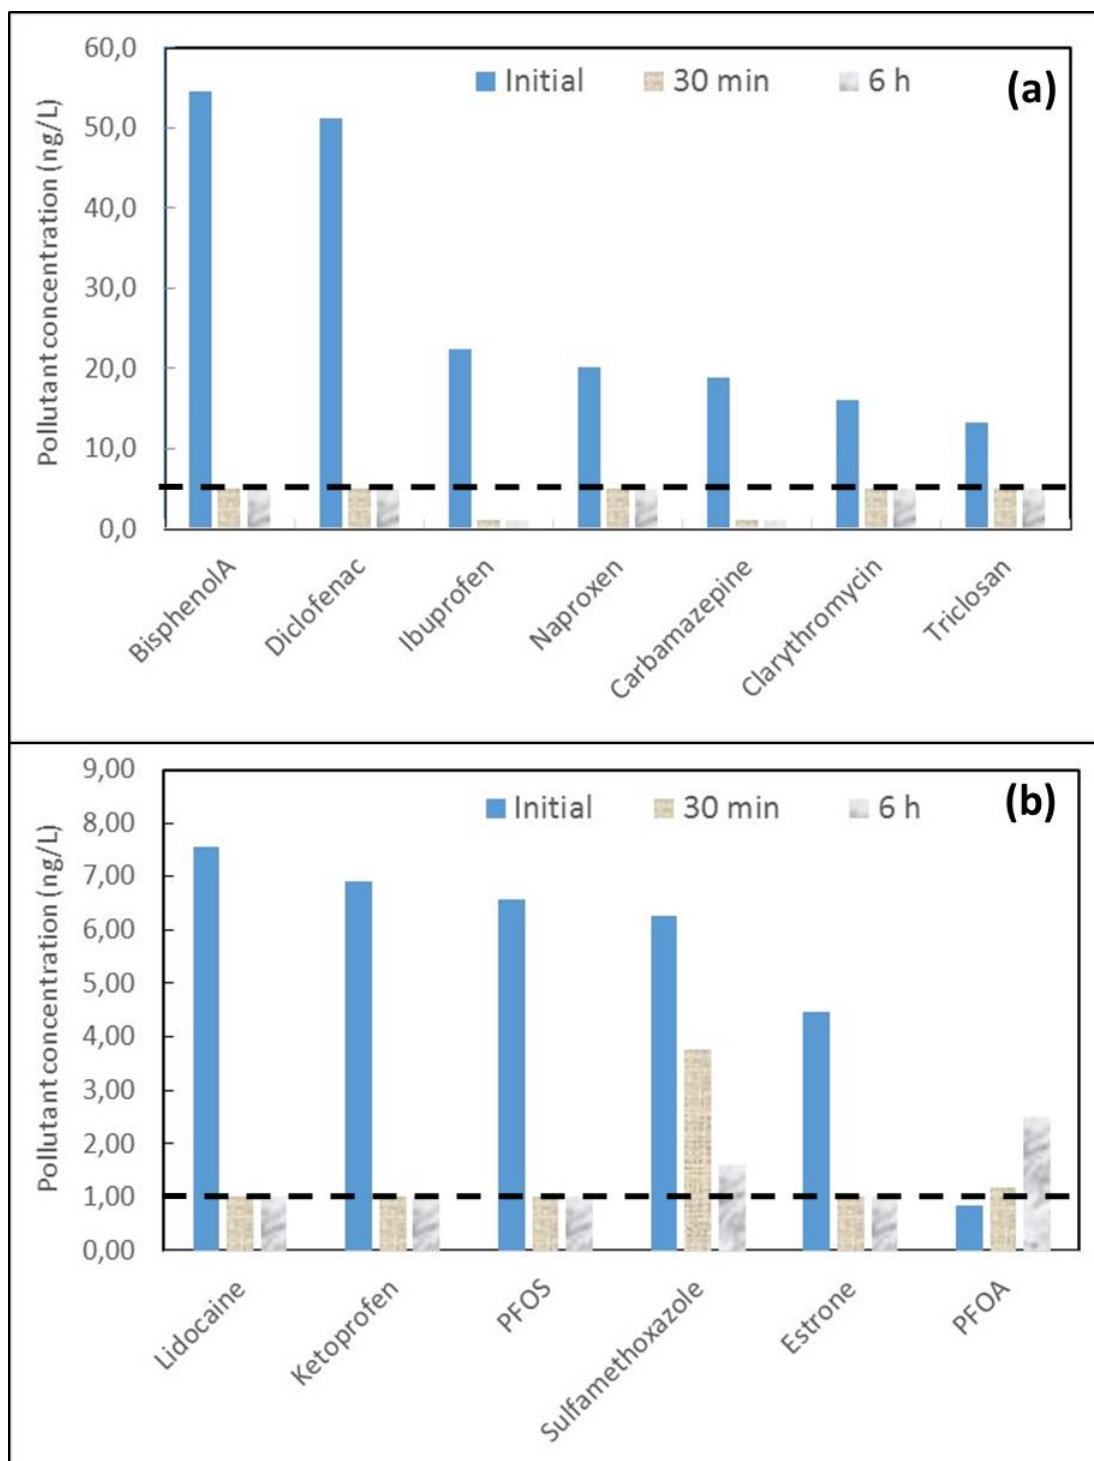 60,0
Initial 30 min 6 h (a)
50,0
40,0
30,0
20,0
10,0
0,0
Pollutant concentration (ng/L)
BisphenolA
Diclofenac
Ibuprofen
Naproxen
Carbamazepine
Clarythromycin
Triclosan
9,00
Initial 30 min 6 h (b)
8,00
7,00
6,00
5,00
4,00
3,00
2,00
1,00
0,00
Pollutant concentration (ng/L)
Lidocaine
Ketoprofen
PFOS
Sulfamethoxazole
Estrone
PFOA